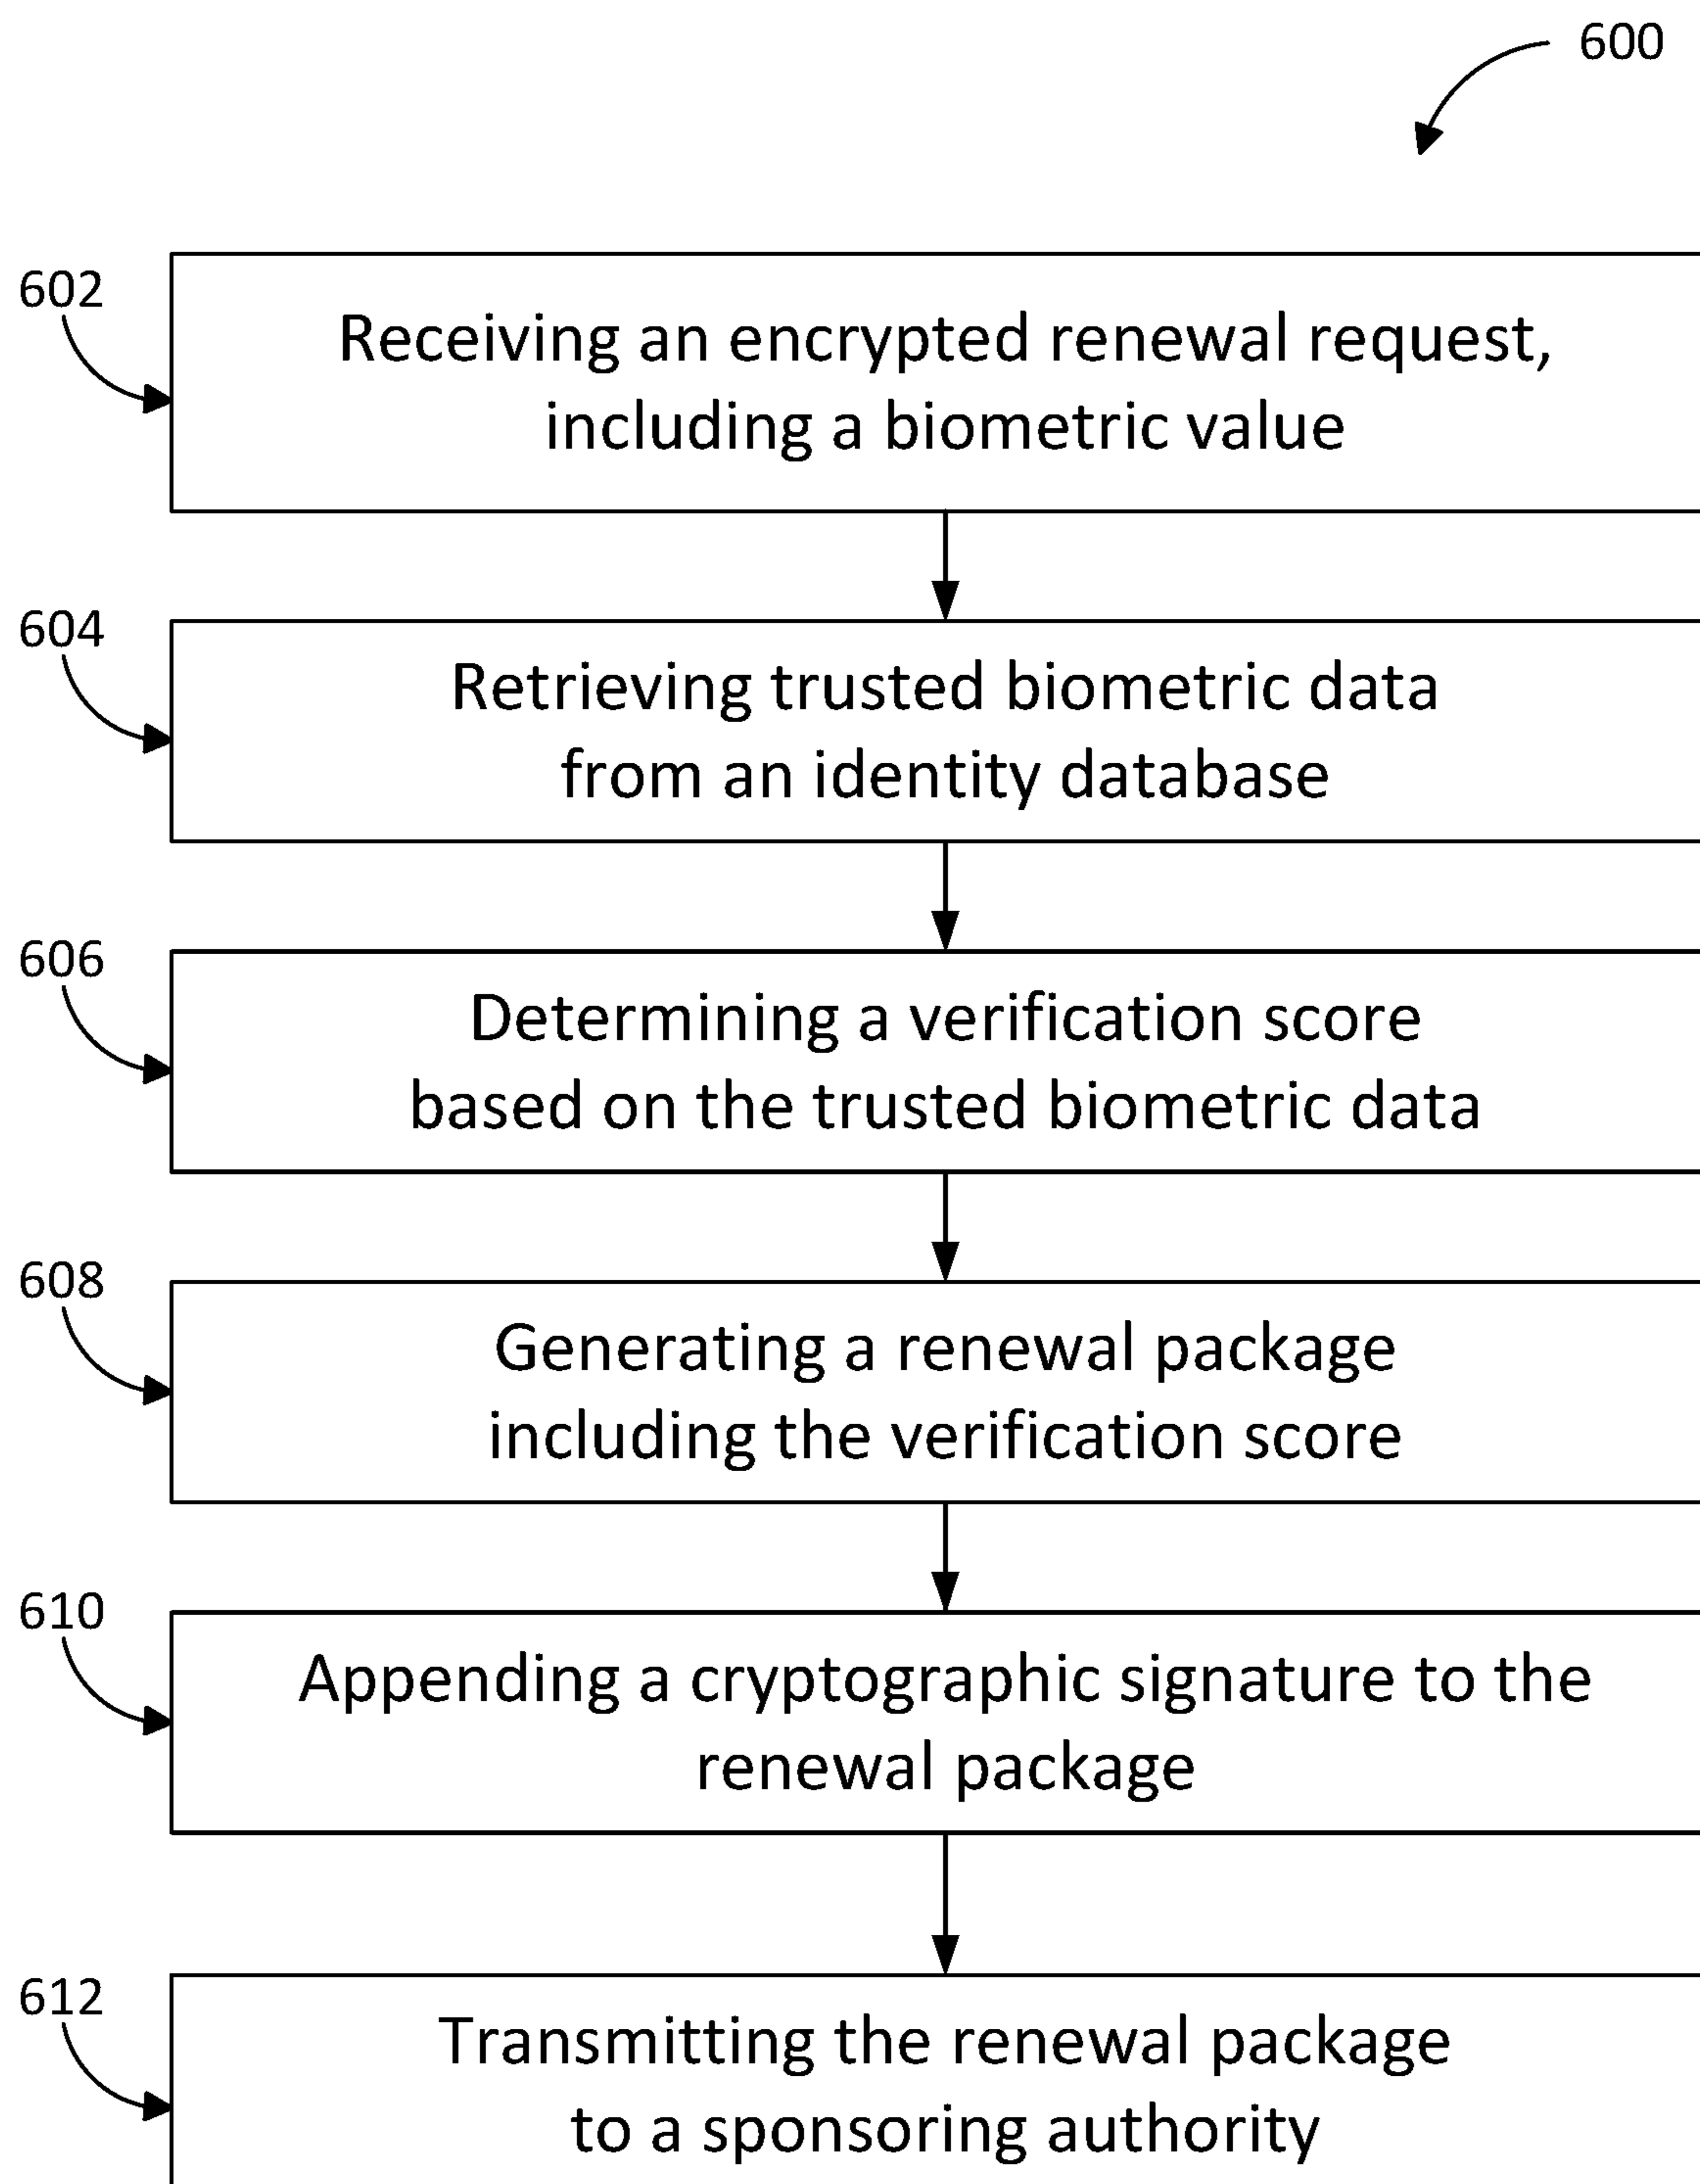 600
602
Receiving an encrypted renewal request,
including a biometric value
604
Retrieving trusted biometric data
from an identity database
606
Determining a verification score
based on the trusted biometric data
608
Generating a renewal package
including the verification score
610
Appending a cryptographic signature to the
renewal package
612
Transmitting the renewal package
to a sponsoring authority